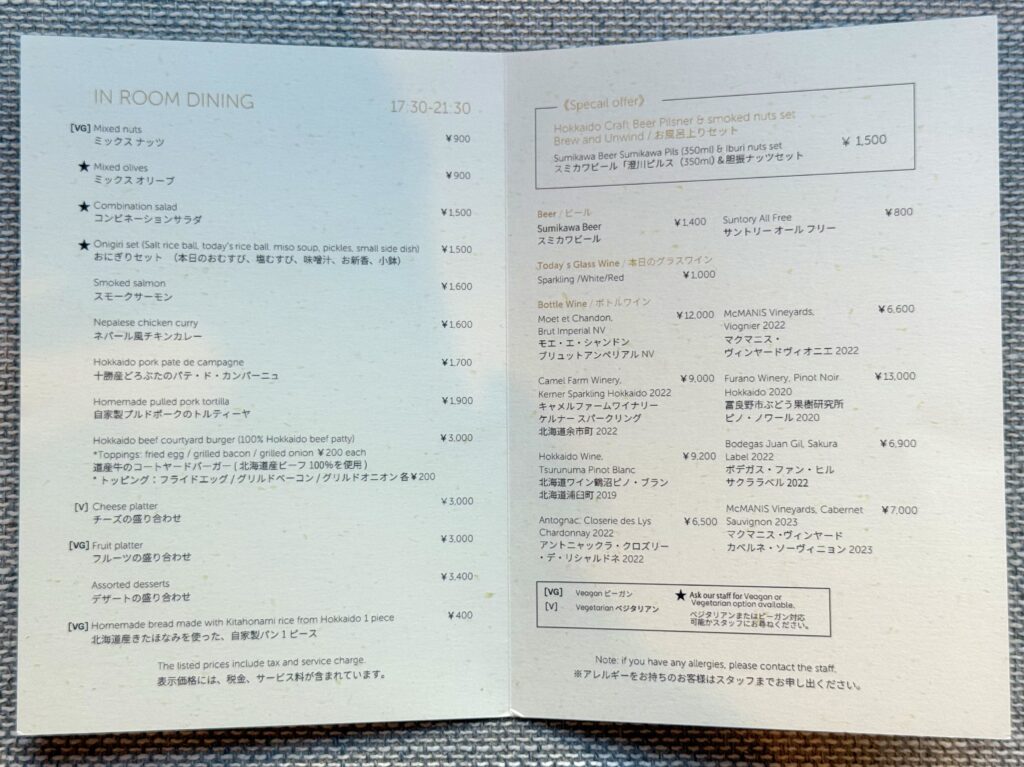 IN ROOM DINING
17:30-21:30
[VG] Mixed nuts
ミックス ナッツ
¥900
★ Mixed olives
ミックス オリーブ
¥900
★ Combination salad
コンビネーションサラダ
¥1,500
★ Onigiri set (Salt rice ball, today's rice ball, miso soup, pickles, small side dish)
おにぎりセット （本日のおむすび、塩むすび、味噌汁、お新香、小鉢）
¥1,500
Smoked salmon
スモークサーモン
¥1,600
Nepalese chicken curry
ネパール風チキンカレー
¥1,600
Hokkaido pork pate de campagne
十勝産どろぶたのパテ・ド・カンパーニュ
¥1,700
Homemade pulled pork tortilla
自家製プルドポークのトルティーヤ
¥1,900
Hokkaido beef courtyard burger (100% Hokkaido beef patty)
*Toppings: fried egg / grilled bacon / grilled onion ¥200 each
道産牛のコートヤードバーガー ( 北海道産ビーフ 100%を使用 )
* トッピング：フライドエッグ / グリルドベーコン / グリルドオニオン 各¥200
¥3,000
[V] Cheese platter
チーズの盛り合わせ
¥3,000
[VG] Fruit platter
フルーツの盛り合わせ
¥3,000
Assorted desserts
デザートの盛り合わせ
¥3,400
[VG] Homemade bread made with Kitahonami rice from Hokkaido 1 piece
北海道産きたほなみを使った、自家製パン 1 ピース
¥400
The listed prices include tax and service charge.
表示価格には、税金、サービス料が含まれています。
《Specail offer》
Hokkaido Craft Beer Pilsner & smoked nuts set
Brew and Unwind / お風呂上りセット
Sumikawa Beer Sumikawa Pils (350ml) & Iburi nuts set
スミカワビール「澄川ピルス（350ml）& 胆振ナッツセット
¥ 1,500
Beer / ビール
Sumikawa Beer
スミカワビール
¥1,400
Suntory All Free
サントリー オール フリー
¥800
Today's Glass Wine / 本日のグラスワイン
Sparkling /White/Red
¥1,000
Bottle Wine / ボトルワイン
Moet et Chandon,
Brut Imperial NV
モエ・エ・シャンドン
ブリュットアンペリアル NV
¥12,000
McMANIS Vineyards,
Viognier 2022
マクマニス・
ヴィンヤードヴィオニエ 2022
¥6,600
Camel Farm Winery,
Kerner Sparkling Hokkaido 2022
キャメルファームワイナリー
ケルナー スパークリング
北海道余市町 2022
¥9,000
Furano Winery, Pinot Noir
Hokkaido 2020
富良野市ぶどう果樹研究所
ピノ・ノワール 2020
¥13,000
Hokkaido Wine,
Tsurunuma Pinot Blanc
北海道ワイン鶴沼ピノ・ブラン
北海道浦臼町 2019
¥9,200
Bodegas Juan Gil, Sakura
Label 2022
ボデガス・ファン・ヒル
サクララベル 2022
¥6,900
Antognac, Closerie des Lys
Chardonnay 2022
アントニャックラ・クロズリー
・デ・リシャルドネ 2022
¥6,500
McMANIS Vineyards, Cabernet
Sauvignon 2023
マクマニス・ヴィンヤード
カベルネ・ソーヴィニヨン 2023
¥7,000
[VG] Veagan ビーガン
[V] Vegetarian ベジタリアン
★ Ask our staff for Veagan or
Vegetarian option available.
ベジタリアンまたはビーガン対応
可能かスタッフにお尋ねください。
Note: if you have any allergies, please contact the staff.
※アレルギーをお持ちのお客様はスタッフまでお申し出ください。